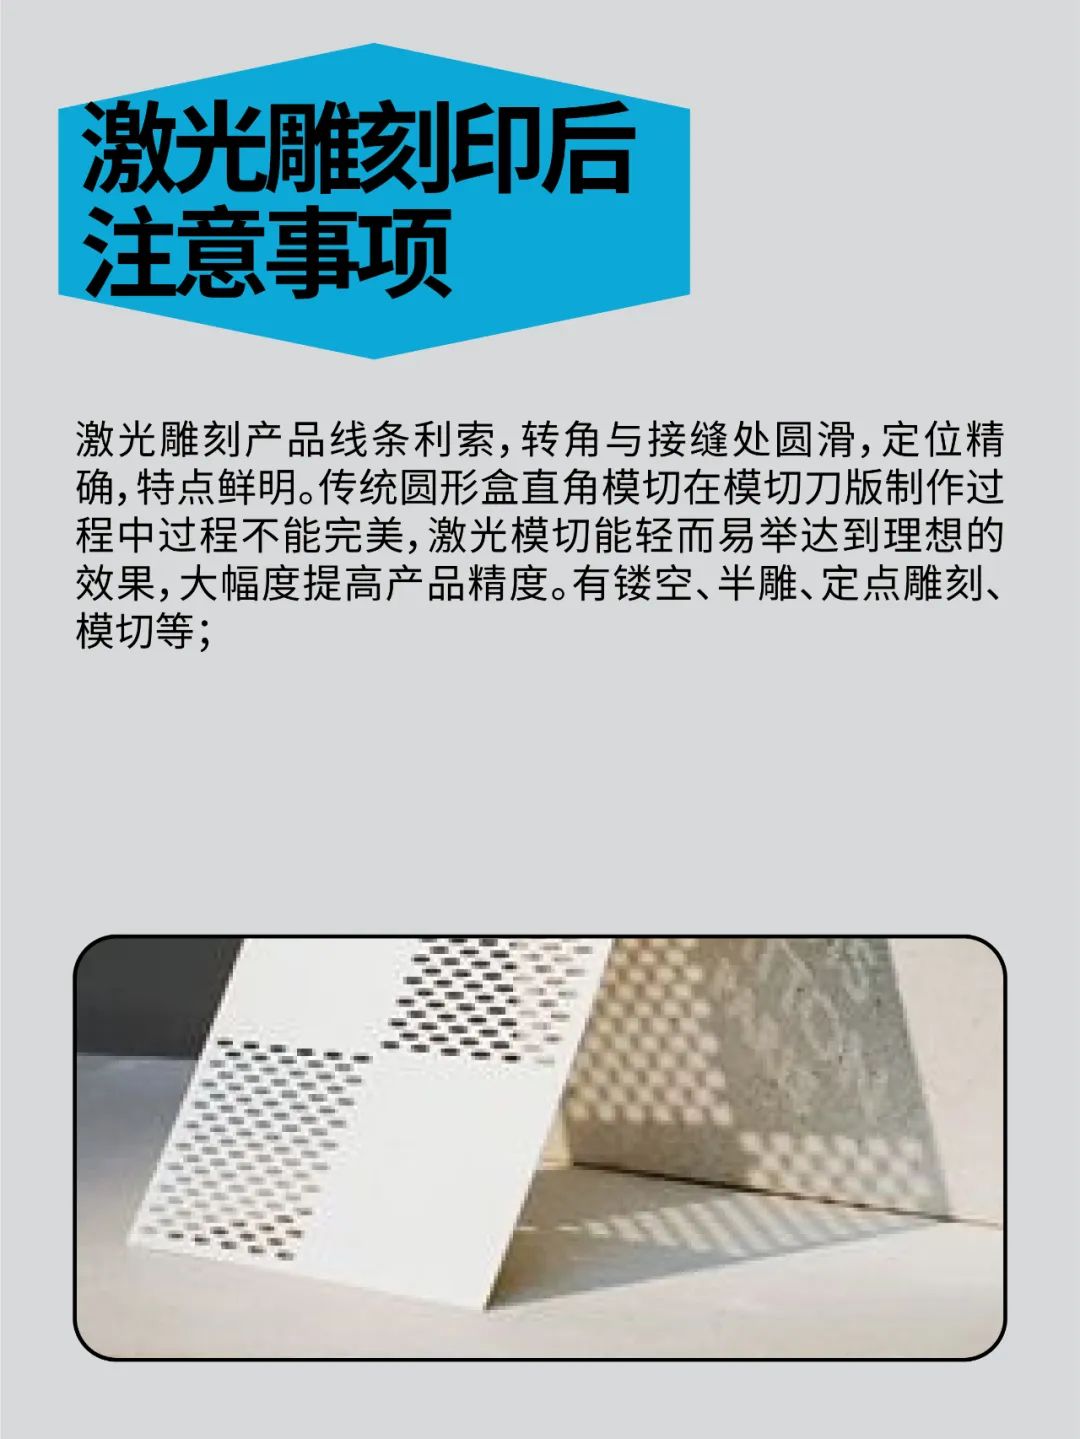 激光雕刻印后
注意事项
激光雕刻产品线条利索，转角与接缝处圆滑，定位精
确，特点鲜明。传统圆形盒直角模切在模切刀版制作过
程中过程不能完美，激光模切能轻而易举达到理想的
效果，大幅度提高产品精度。有镂空、半雕、定点雕刻、
模切等；